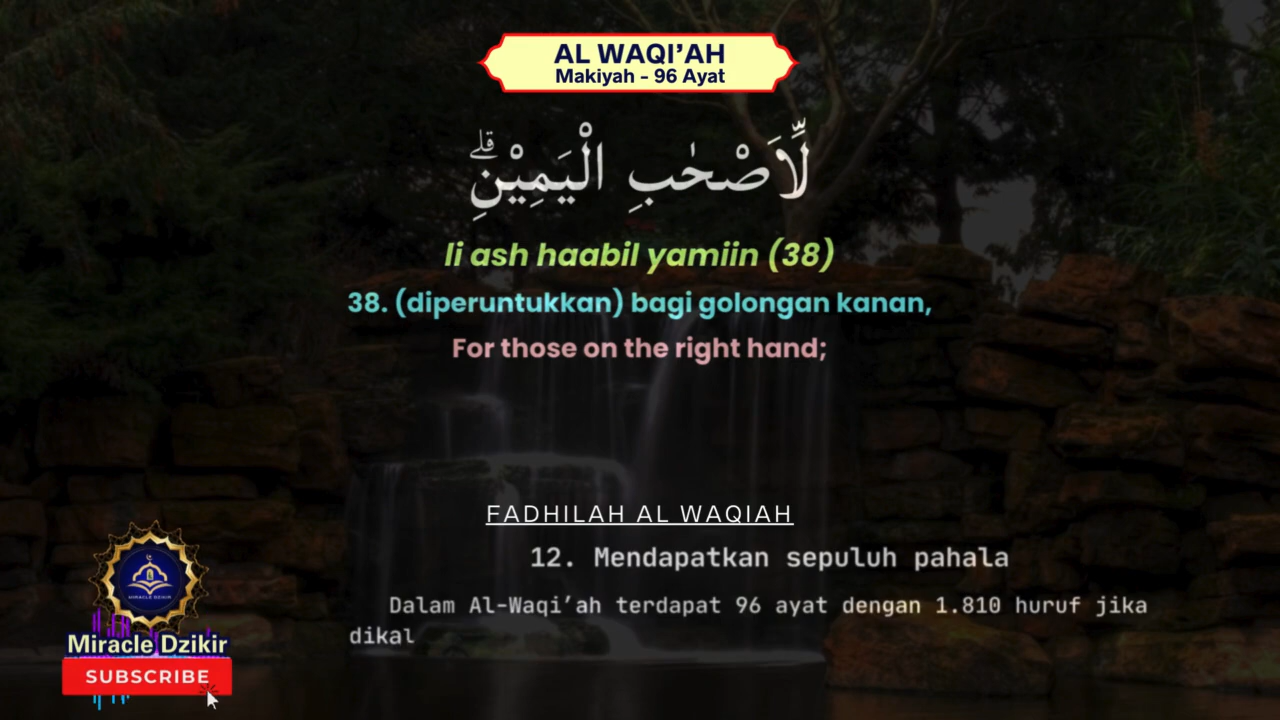 AL WAQI’AH
Makiyah - 96 Ayat
لِّاَصْحٰبِ الْيَمِيْنِۗ
li ash haabil yamiin (38)
38. (diperuntukkan) bagi golongan kanan,
For those on the right hand;
FADHILAH AL WAQIAH
12. Mendapatkan sepuluh pahala
Dalam Al-Waqi’ah terdapat 96 ayat dengan 1.810 huruf jika
dikal
MIRACLE DZIKIR
Miracle Dzikir
SUBSCRIBE